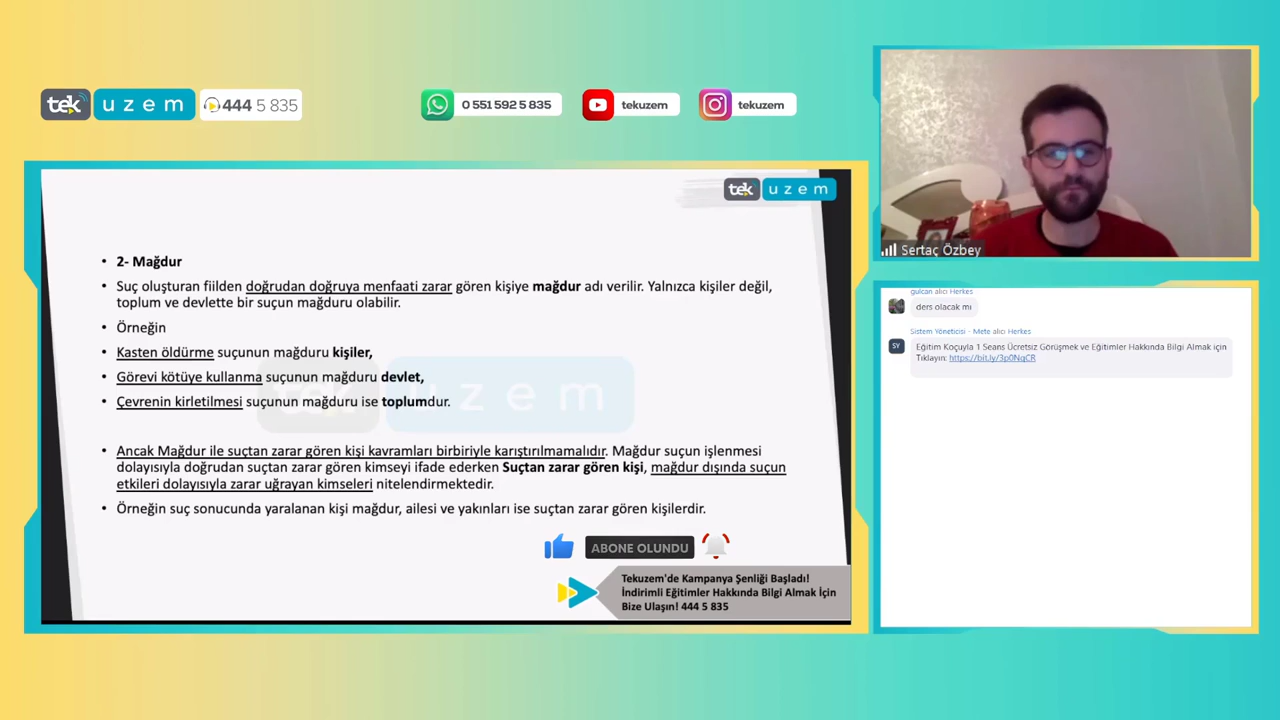 tek uzem 444 5 835
0 551 592 5 835
tekuzem
tekuzem
tek uzem
• 2- Mağdur
• Suç oluşturan fiilden doğrudan doğruya menfaati zarar gören kişiye mağdur adı verilir. Yalnızca kişiler değil,
toplum ve devlette bir suçun mağduru olabilir.
• Örneğin
• Kasten öldürme suçunun mağduru kişiler,
• Görevi kötüye kullanma suçunun mağduru devlet,
• Çevrenin kirletilmesi suçunun mağduru ise toplumdur.
tek uzem
• Ancak Mağdur ile suçtan zarar gören kişi kavramları birbiriyle karıştırılmamalıdır. Mağdur suçun işlenmesi
dolayısıyla doğrudan suçtan zarar gören kimseyi ifade ederken Suçtan zarar gören kişi, mağdur dışında suçun
etkileri dolayısıyla zarar uğrayan kimseleri nitelendirmektedir.
• Örneğin suç sonucunda yaralanan kişi mağdur, ailesi ve yakınları ise suçtan zarar gören kişilerdir.
ABONE OLUNDU
Tekuzem'de Kampanya Şenliği Başladı!
İndirimli Eğitimler Hakkında Bilgi Almak İçin
Bize Ulaşın! 444 5 835
Sertaç Özbey
gulcan alıcı Herkes
ders olacak mı
Sistem Yöneticisi - Mete alıcı Herkes
SY
Eğitim Koçuyla 1 Seans Ücretsiz Görüşmek ve Eğitimler Hakkında Bilgi Almak için
Tıklayın: https://bit.ly/3p0NqCR